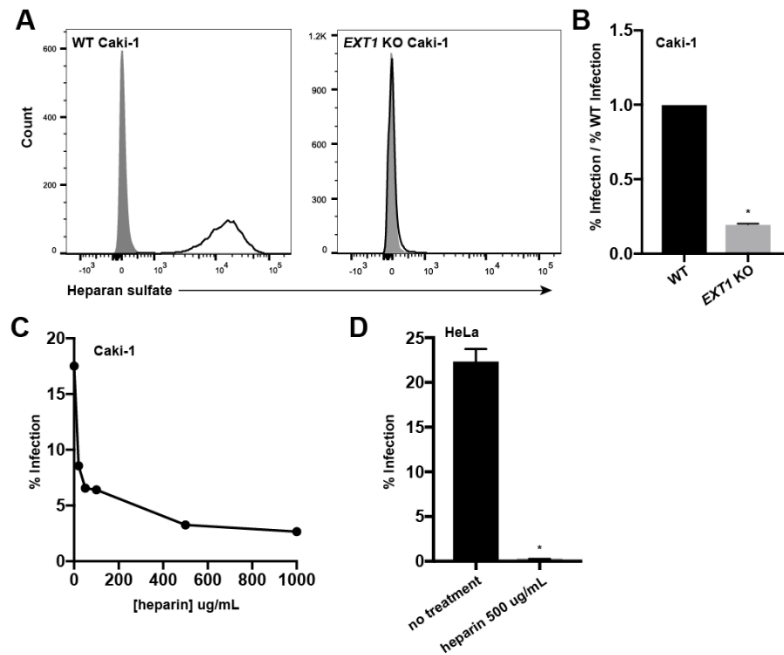 A
WT Caki-1
600
400
200
0
Count
-10³ 0 10³ 10⁴ 10⁵
EXT1 KO Caki-1
1.2K
900
600
300
0
-10³ 0 10³ 10⁴ 10⁵
Heparan sulfate
B
Caki-1
% Infection / % WT Infection
1.5
1.0
0.5
0.0
*
WT
EXT1 KO
C
Caki-1
% Infection
20
15
10
5
0
0 200 400 600 800 1000
[heparin] ug/mL
D
HeLa
% Infection
25
20
15
10
5
0
*
no treatment
heparin 500 ug/mL